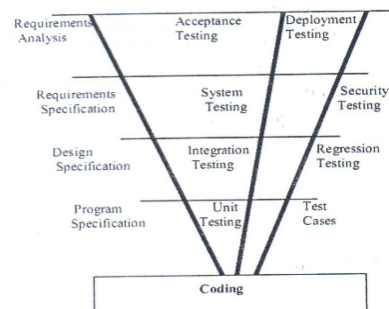 Requirements
Analysis
Acceptance
Testing
Deployment
Testing
Requirements
Specification
System
Testing
Security
Testing
Design
Specification
Integration
Testing
Regression
Testing
Program
Specification
Unit
Testing
Test
Cases
Coding